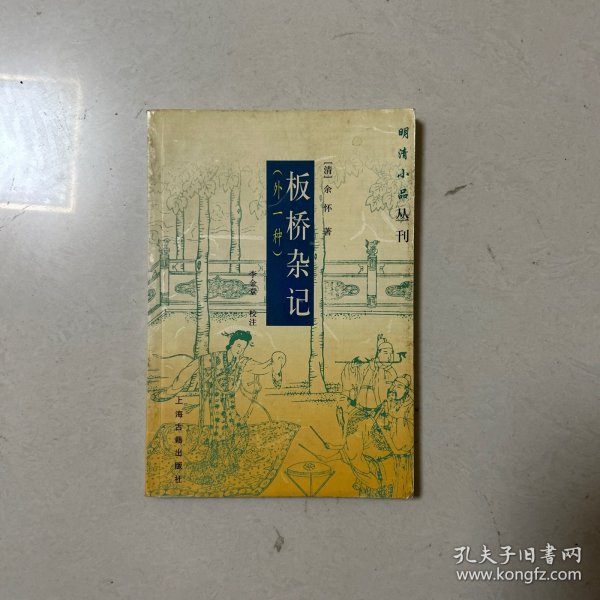 明清小品丛刊
[清]余怀 著
板桥杂记
（外一种）
李金堂 校注
上海古籍出版社
孔夫子旧书网
www.kongfz.com